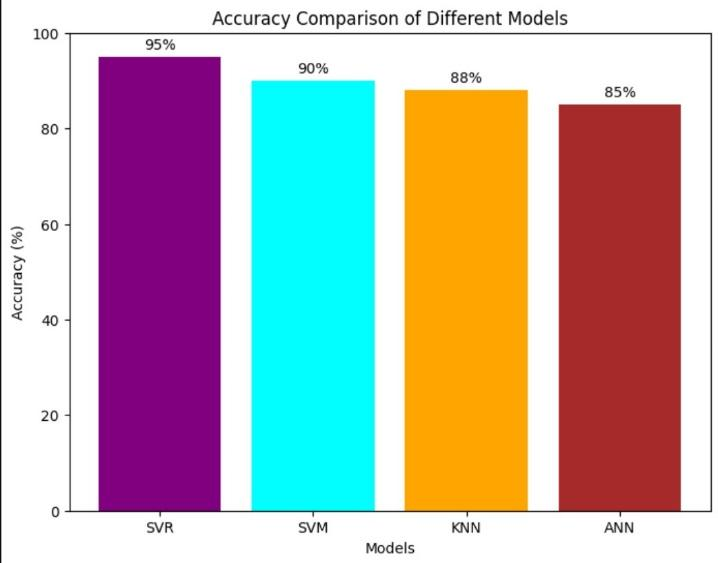 Accuracy Comparison of Different Models
100
80
60
40
20
0
Accuracy (%)
95%
90%
88%
85%
SVR
SVM
KNN
ANN
Models